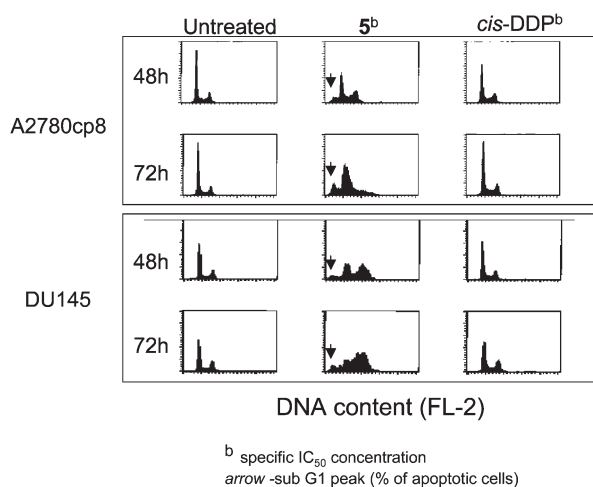 Untreated 5b cis-DDPb
48h
A2780cp8
72h
48h
DU145
72h
DNA content (FL-2)
b specific IC50 concentration
arrow -sub G1 peak (% of apoptotic cells)